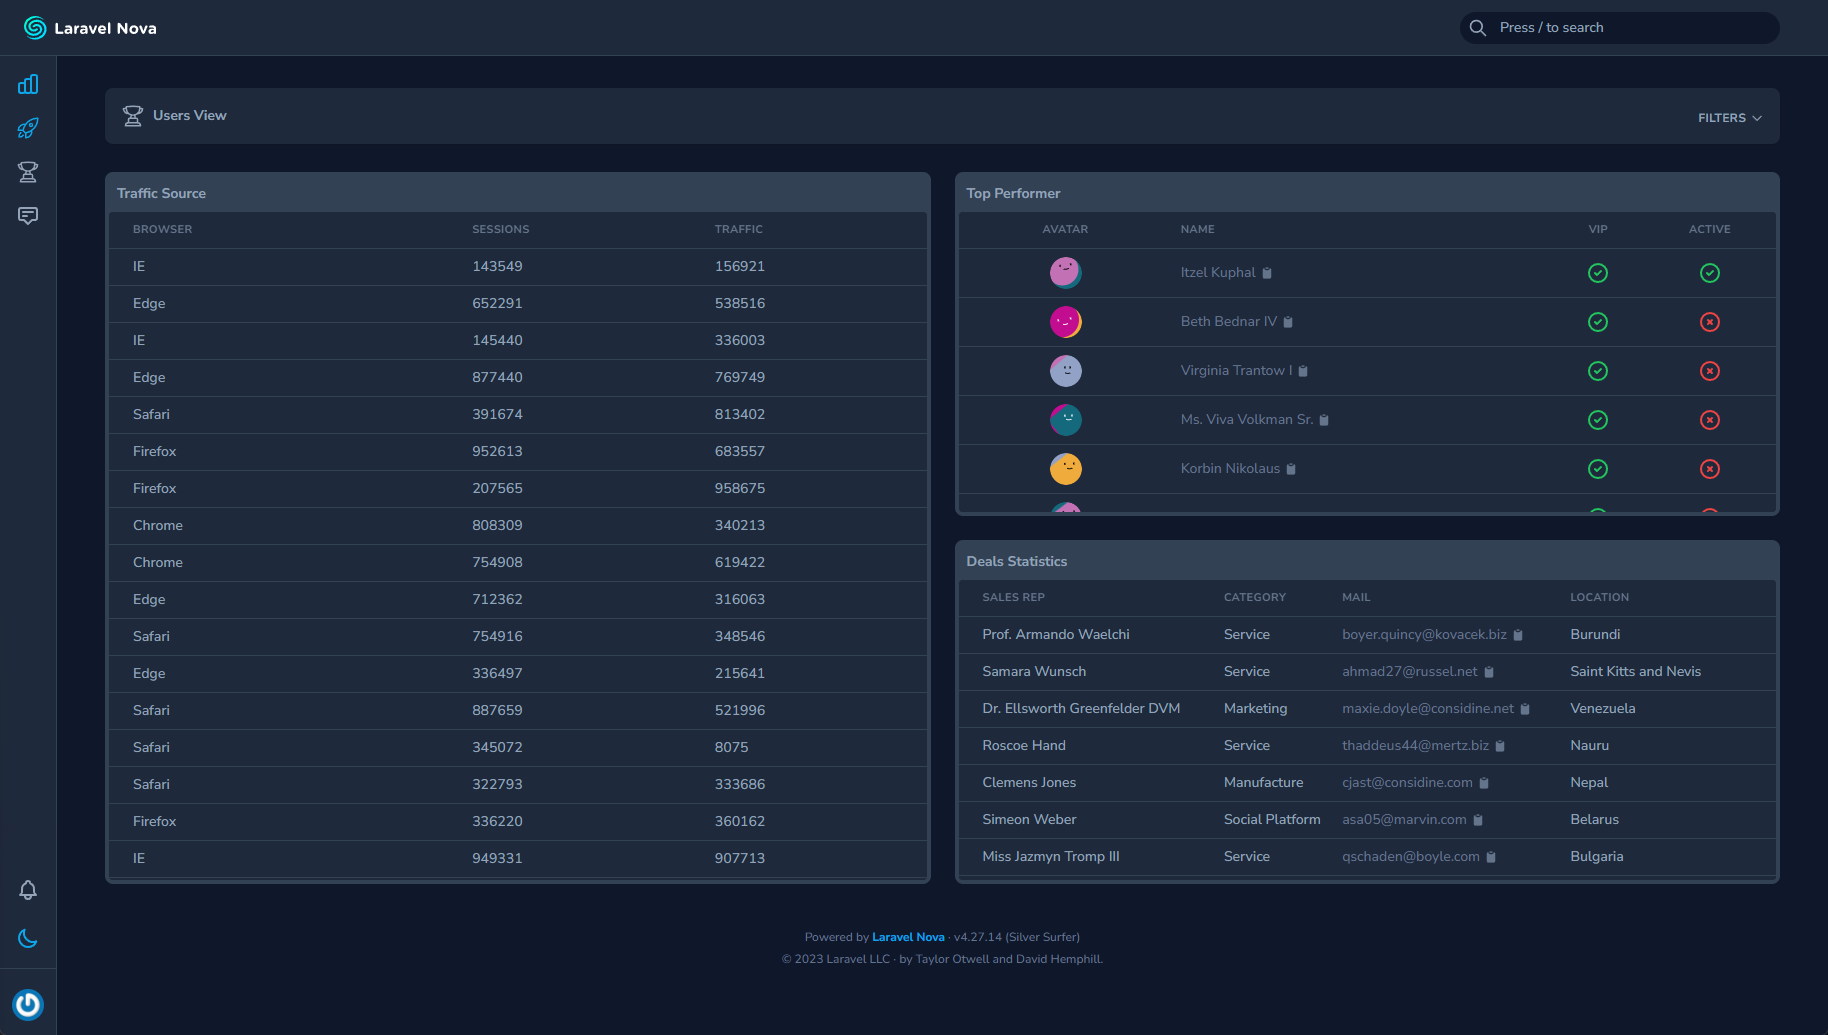 Laravel Nova
Press / to search
Users View
FILTERS
Traffic Source
BROWSER SESSIONS TRAFFIC
IE 143549 156921
Edge 652291 538516
IE 145440 336003
Edge 877440 769749
Safari 391674 813402
Firefox 952613 683557
Firefox 207565 958675
Chrome 808309 340213
Chrome 754908 619422
Edge 712362 316063
Safari 754916 348546
Edge 336497 215641
Safari 887659 521996
Safari 345072 8075
Safari 322793 333686
Firefox 336220 360162
IE 949331 907713
Top Performer
AVATAR NAME VIP ACTIVE
Itzel Kuphal
Beth Bednar IV
Virginia Trantow I
Ms. Viva Volkman Sr.
Korbin Nikolaus
Deals Statistics
SALES REP CATEGORY MAIL LOCATION
Prof. Armando Waelchi Service boyer.quincy@kovacek.biz Burundi
Samara Wunsch Service ahmad27@russel.net Saint Kitts and Nevis
Dr. Ellsworth Greenfelder DVM Marketing maxie.doyle@considine.net Venezuela
Roscoe Hand Service thaddeus44@mertz.biz Nauru
Clemens Jones Manufacture cjast@considine.com Nepal
Simeon Weber Social Platform asa05@marvin.com Belarus
Miss Jazmyn Tromp III Service qschaden@boyle.com Bulgaria
Powered by Laravel Nova · v4.27.14 (Silver Surfer)
© 2023 Laravel LLC · by Taylor Otwell and David Hemphill.